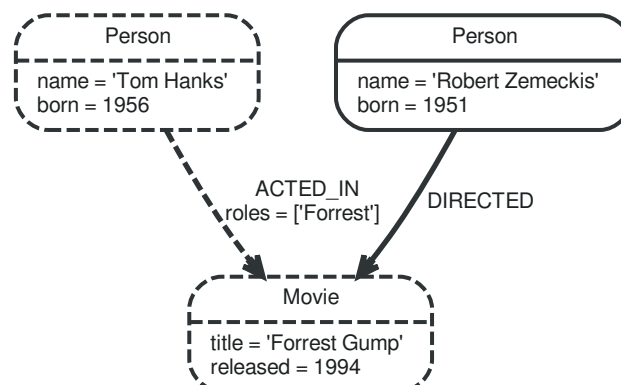 Person
name = 'Tom Hanks'
born = 1956
Person
name = 'Robert Zemeckis'
born = 1951
ACTED_IN
roles = ['Forrest']
DIRECTED
Movie
title = 'Forrest Gump'
released = 1994